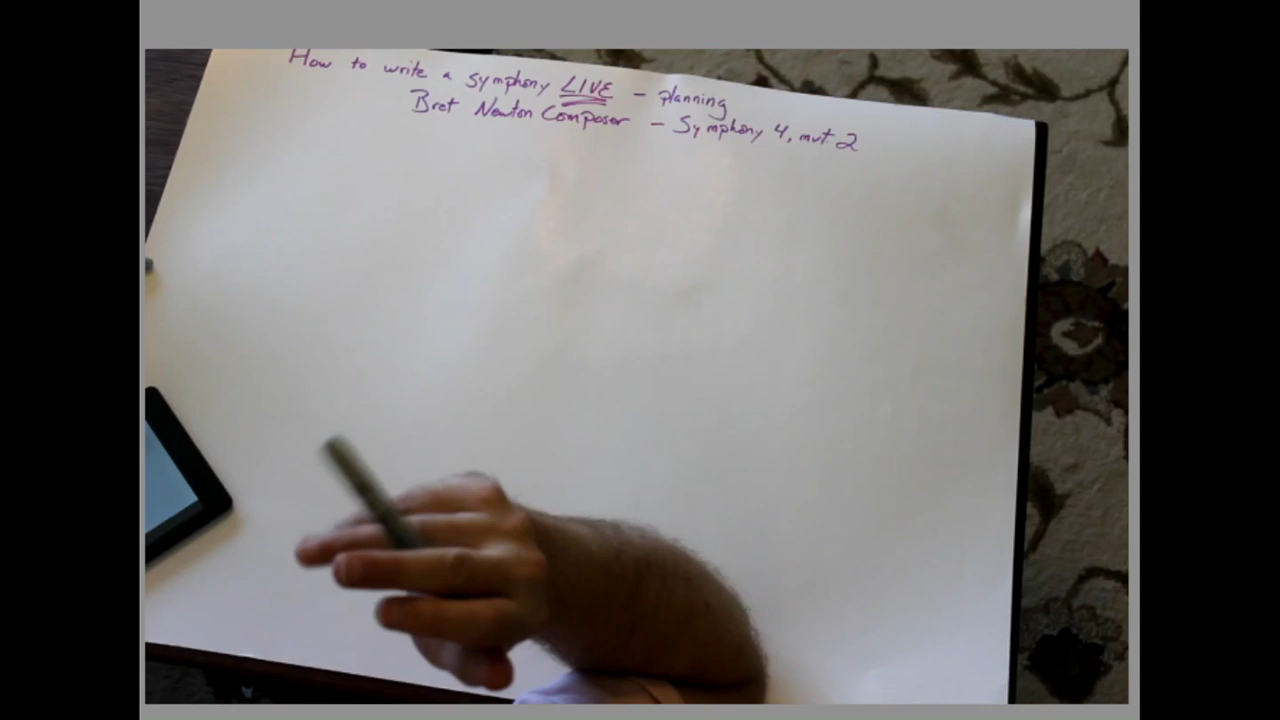 How to write a symphony LIVE - planning
Bret Newton Composer - Symphony 4, mvt. 2